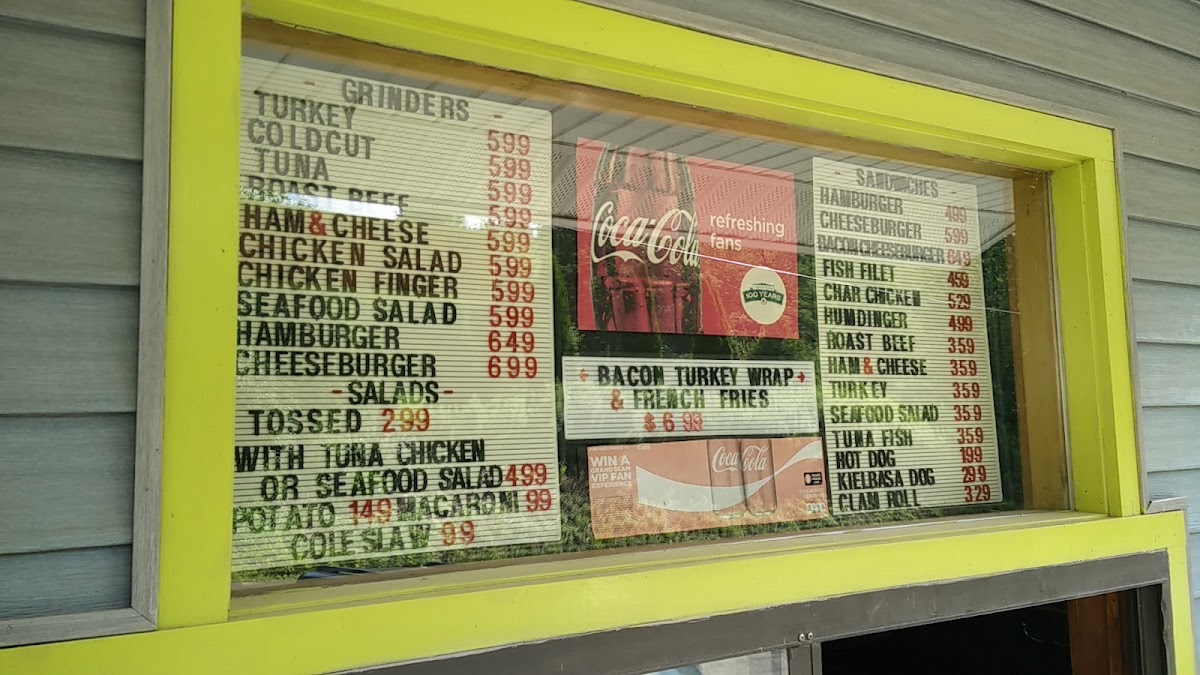 - GRINDERS -
TURKEY 599
COLDCUT 599
TUNA 599
ROAST BEEF 599
HAM & CHEESE 599
CHICKEN SALAD 599
CHICKEN FINGER 599
SEAFOOD SALAD 599
HAMBURGER 649
CHEESEBURGER 699
- SALADS -
TOSSED 299
WITH TUNA CHICKEN
OR SEAFOOD SALAD 499
POTATO 149 MACARONI 99
COLE SLAW 99
Coca-Cola
refreshing
fans
100 YEARS
BACON TURKEY WRAP
& FRENCH FRIES
$ 6 99
WIN A
GRAND SLAM
VIP FAN
EXPERIENCE
Coca-Cola
- SANDWICHES -
HAMBURGER 499
CHEESEBURGER 599
BACONCHEESEBURGER 649
FISH FILET 459
CHAR CHICKEN 529
HUMDINGER 499
ROAST BEEF 359
HAM & CHEESE 359
TURKEY 359
SEAFOOD SALAD 359
TUNA FISH 359
HOT DOG 199
KIELBASA DOG 299
CLAM ROLL 329